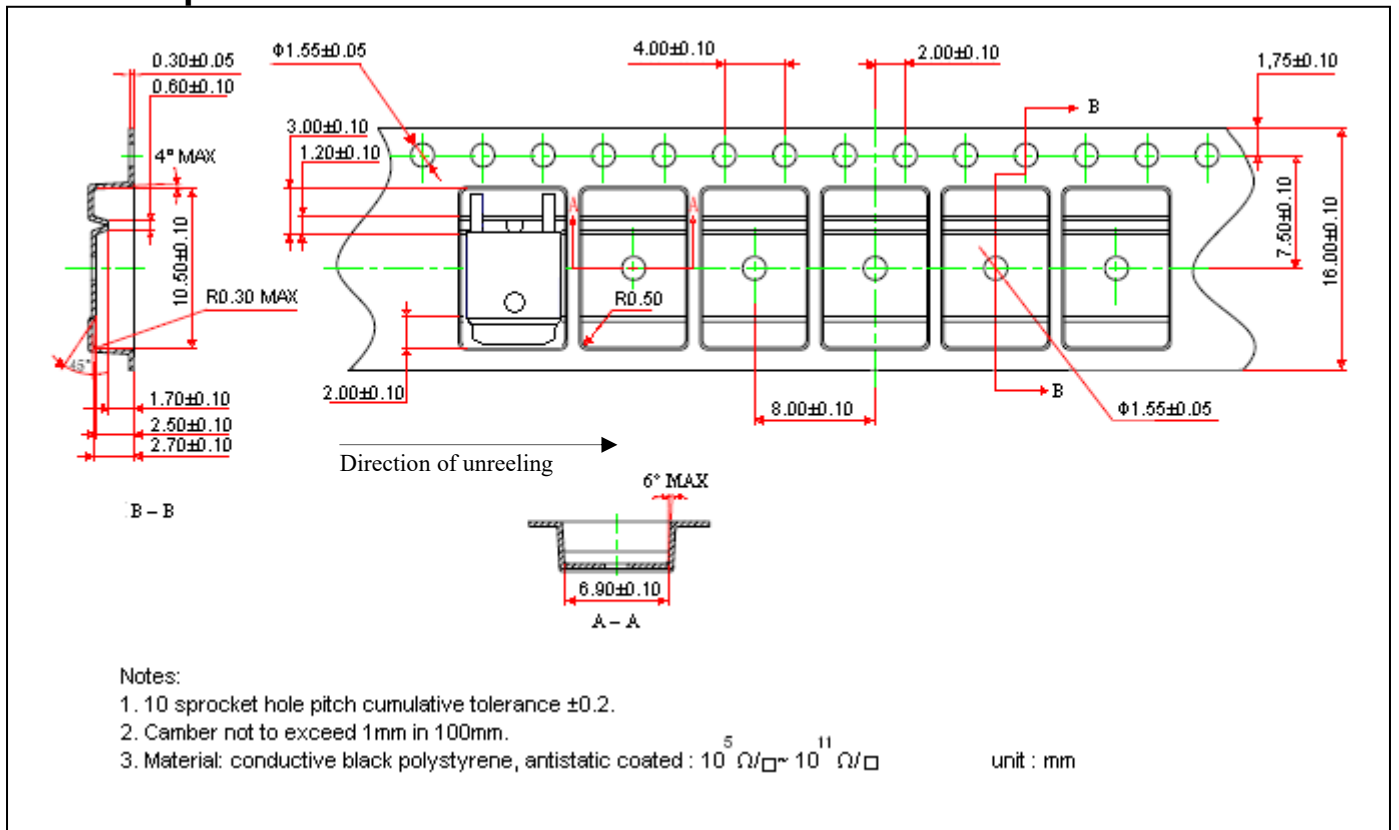 0.30±0.05
0.60±0.10
Φ1.55±0.05
4.00±0.10
2.00±0.10
1,75±0.10
B
3.00±0.10
1.20±0.10
4° MAX
A
A
10.50±0.10
7.50±0.10
16.00±0.10
R0.30 MAX
R0.50
45°
2.00±0.10
1.70±0.10
2.50±0.10
2.70±0.10
8.00±0.10
B
Φ1.55±0.05
Direction of unreeling
B – B
6° MAX
6.90±0.10
A – A
Notes:
1. 10 sprocket hole pitch cumulative tolerance ±0.2.
2. Camber not to exceed 1mm in 100mm.
3. Material: conductive black polystyrene, antistatic coated : 10⁵ Ω/□~ 10¹¹ Ω/□ unit : mm